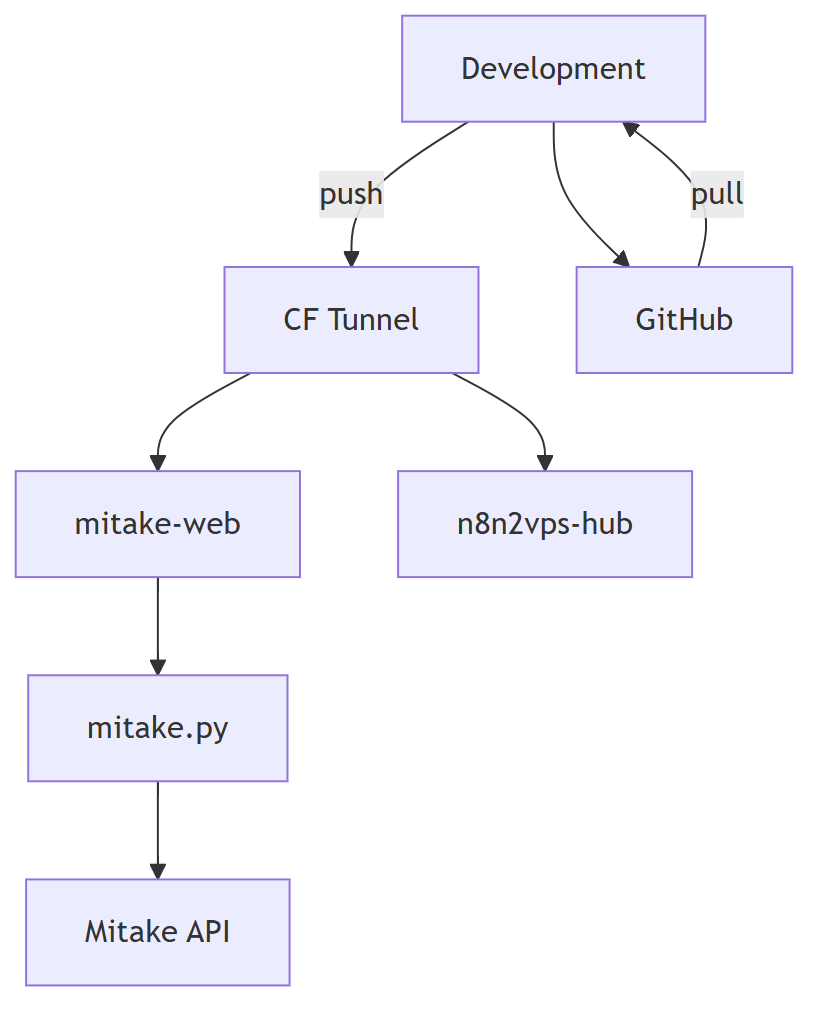 Development
push
pull
CF Tunnel
GitHub
mitake-web
n8n2vps-hub
mitake.py
Mitake API